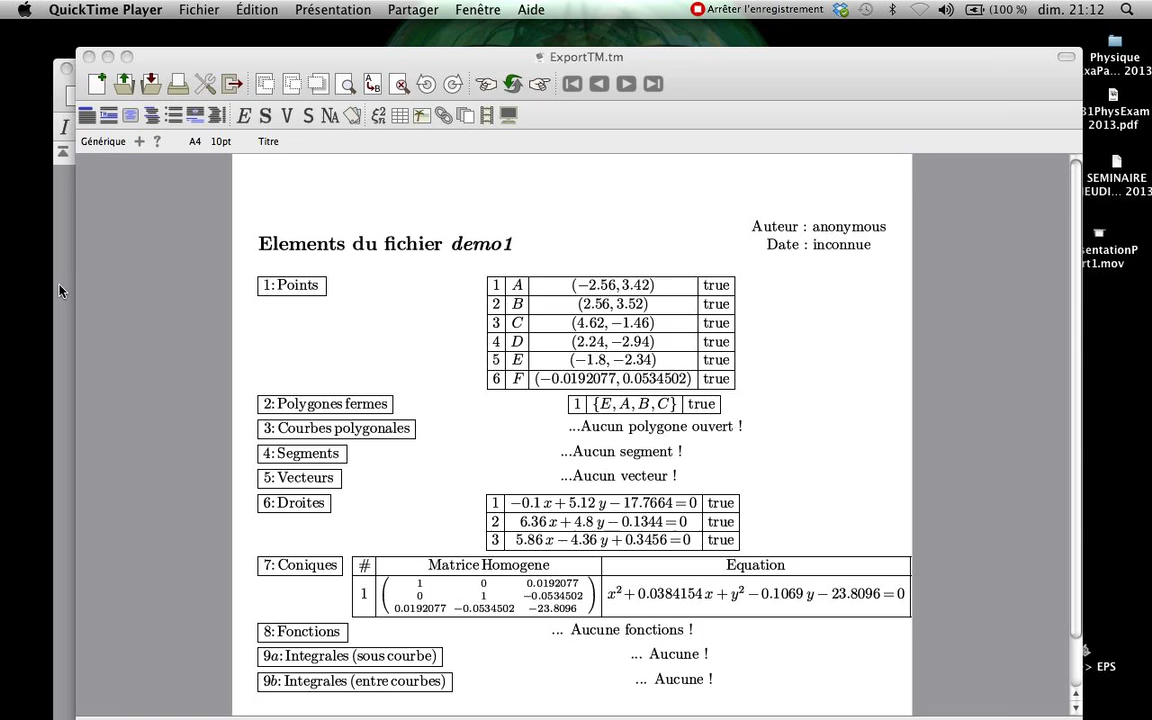 QuickTime Player Fichier Édition Présentation Partager Fenêtre Aide Arrêter l'enregistrement (100 %) dim. 21:12
ExportTM.tm
Physique
xaPa... 2013
31PhysExam
2013.pdf
SEMINAIRE
EUDI... 2013
sentationP
rt1.mov
> EPS
I E S V S NA
Générique + ? A4 10pt Titre
Auteur : anonymous
Elements du fichier demo1
Date : inconnue
1: Points
1 A (−2.56, 3.42) true
2 B (2.56, 3.52) true
3 C (4.62, −1.46) true
4 D (2.24, −2.94) true
5 E (−1.8, −2.34) true
6 F (−0.0192077, 0.0534502) true
2: Polygones fermes 1 {E, A, B, C} true
3: Courbes polygonales ...Aucun polygone ouvert !
4: Segments ...Aucun segment !
5: Vecteurs ...Aucun vecteur !
6: Droites 1 −0.1 x + 5.12 y − 17.7664 = 0 true
2 6.36 x + 4.8 y − 0.1344 = 0 true
3 5.86 x − 4.36 y + 0.3456 = 0 true
7: Coniques # Matrice Homogene Equation
1 0 0.0192077
1 0 1 −0.0534502 x² + 0.0384154 x + y² − 0.1069 y − 23.8096 = 0
0.0192077 −0.0534502 −23.8096
8: Fonctions ... Aucune fonctions !
9a: Integrales (sous courbe) ... Aucune !
9b: Integrales (entre courbes) ... Aucune !